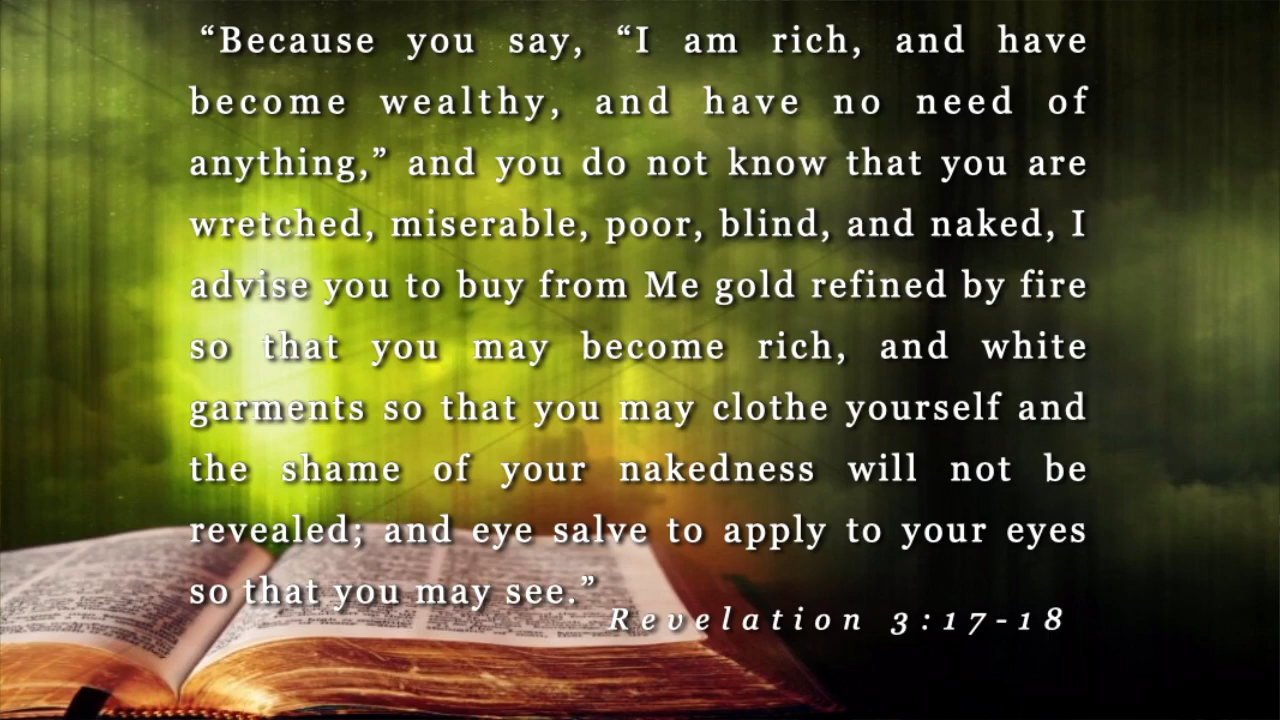 “Because you say, “I am rich, and have
become wealthy, and have no need of
anything,” and you do not know that you are
wretched, miserable, poor, blind, and naked, I
advise you to buy from Me gold refined by fire
so that you may become rich, and white
garments so that you may clothe yourself and
the shame of your nakedness will not be
revealed; and eye salve to apply to your eyes
so that you may see.”
Revelation 3:17-18